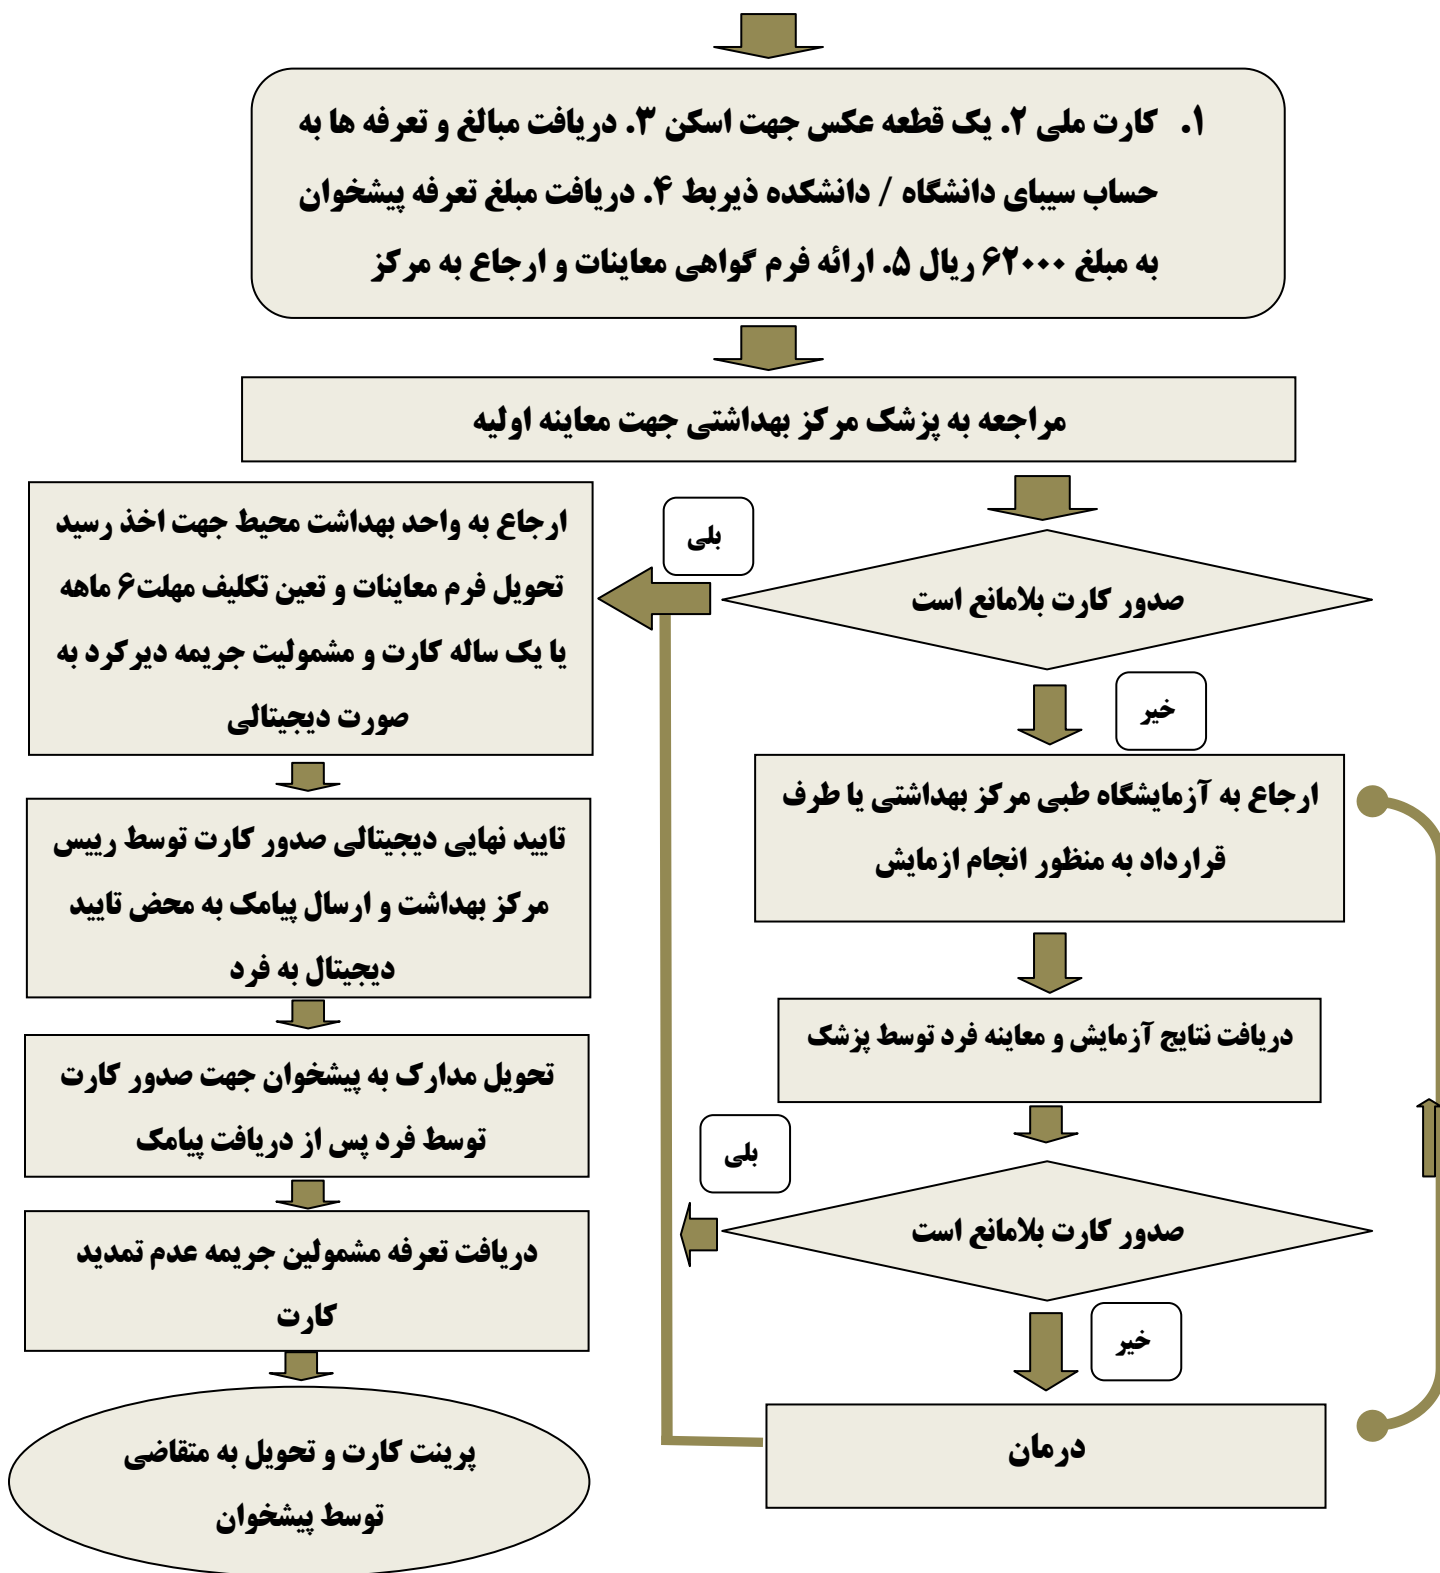 ۱. کارت ملی ۲. یک قطعه عکس جهت اسکن ۳. دریافت مبالغ و تعرفه ها به
حساب سیبای دانشگاه / دانشکده ذیربط ۴. دریافت مبلغ تعرفه پیشخوان
به مبلغ ۶۲۰۰۰ ریال ۵. ارائه فرم گواهی معاینات و ارجاع به مرکز
مراجعه به پزشک مرکز بهداشتی جهت معاینه اولیه
صدور کارت بلامانع است
بلی
ارجاع به واحد بهداشت محیط جهت اخذ رسید
تحویل فرم معاینات و تعین تکلیف مهلت۶ ماهه
یا یک ساله کارت و مشمولیت جریمه دیرکرد به
صورت دیجیتالی
خیر
ارجاع به آزمایشگاه طبی مرکز بهداشتی یا طرف
قرارداد به منظور انجام ازمایش
تایید نهایی دیجیتالی صدور کارت توسط رییس
مرکز بهداشت و ارسال پیامک به محض تایید
دیجیتال به فرد
دریافت نتایج آزمایش و معاینه فرد توسط پزشک
تحویل مدارک به پیشخوان جهت صدور کارت
توسط فرد پس از دریافت پیامک
بلی
صدور کارت بلامانع است
دریافت تعرفه مشمولین جریمه عدم تمدید
کارت
خیر
درمان
پرینت کارت و تحویل به متقاضی
توسط پیشخوان